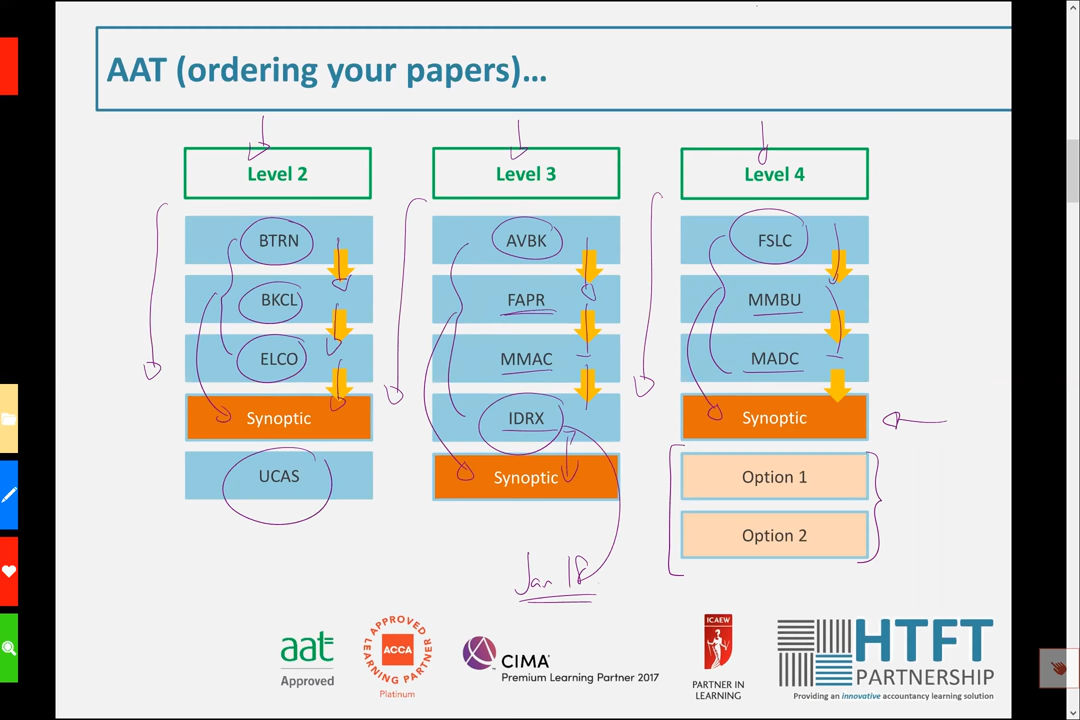 AAT (ordering your papers)...
Level 2
BTRN
BKCL
ELCO
Synoptic
UCAS
Level 3
AVBK
FAPR
MMAC
IDRX
Synoptic
Jan 18
Level 4
FSLC
MMBU
MADC
Synoptic
Option 1
Option 2
aat
Approved
LEARNING PARTNER APPROVED
ACCA
Platinum
CIMA®
Premium Learning Partner 2017
ICAEW
PARTNER IN
LEARNING
HTFT
PARTNERSHIP
Providing an innovative accountancy learning solution